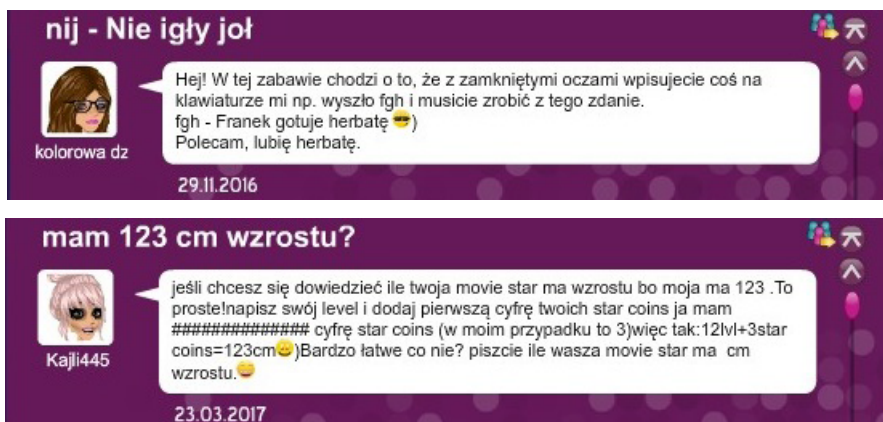 nij - Nie igły joł
Hej! W tej zabawie chodzi o to, że z zamkniętymi oczami wpisujecie coś na
klawiaturze mi np. wyszło fgh i musicie zrobić z tego zdanie.
fgh - Franek gotuje herbatę 😎)
Polecam, lubię herbatę.
kolorowa dz
29.11.2016
mam 123 cm wzrostu?
jeśli chcesz się dowiedzieć ile twoja movie star ma wzrostu bo moja ma 123 .To
proste!napisz swój level i dodaj pierwszą cyfrę twoich star coins ja mam
############## cyfrę star coins (w moim przypadku to 3)więc tak:12lvl+3star
coins=123cm😄)Bardzo łatwe co nie? piszcie ile wasza movie star ma cm
wzrostu.😄
Kajli445
23.03.2017